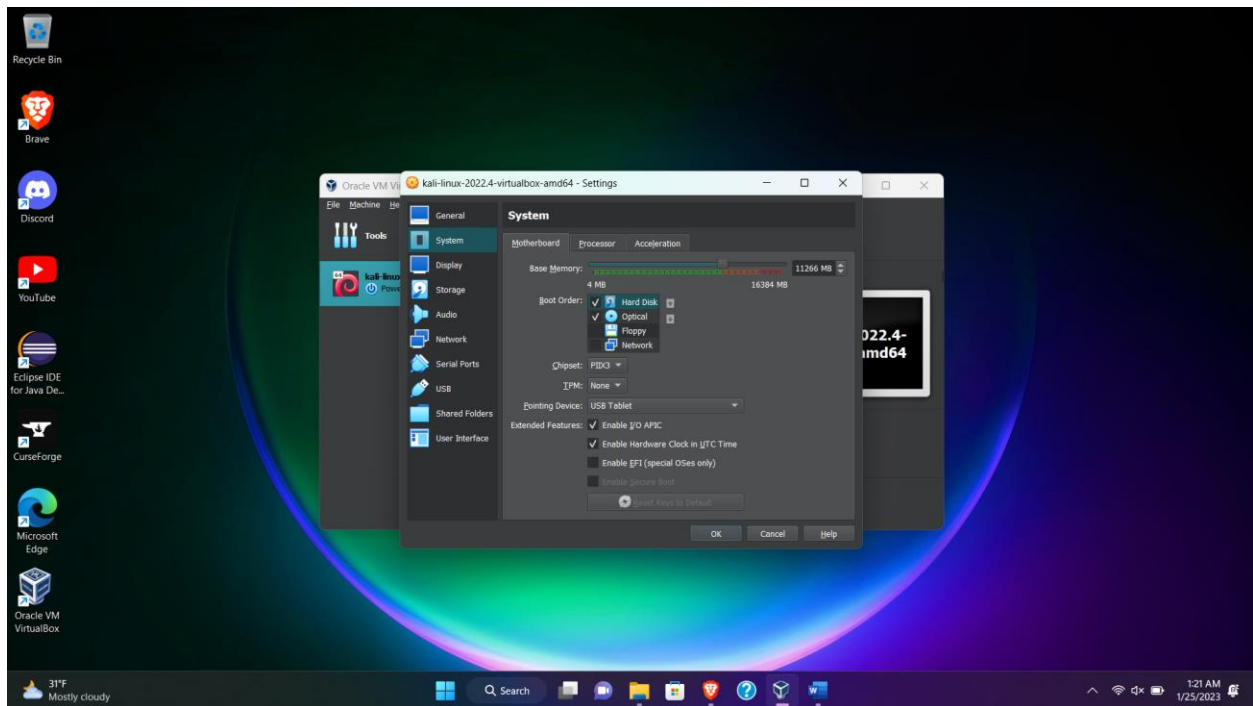 Recycle Bin
Brave
Discord
YouTube
Eclipse IDE
for Java De...
CurseForge
Microsoft
Edge
Oracle VM
VirtualBox
Oracle VM Vi
File Machine He
Tools
64
kali-linux
Powe
022.4-
amd64
kali-linux-2022.4-virtualbox-amd64 - Settings
General
System
Display
Storage
Audio
Network
Serial Ports
USB
Shared Folders
User Interface
System
Motherboard Processor Acceleration
Base Memory: 11266 MB
4 MB 16384 MB
Boot Order: Hard Disk
Optical
Floppy
Network
Chipset: PIIX3
TPM: None
Pointing Device: USB Tablet
Extended Features: Enable I/O APIC
Enable Hardware Clock in UTC Time
Enable EFI (special OSes only)
Enable Secure Boot
Reset Keys to Default
OK Cancel Help
31°F
Mostly cloudy
Search
W
1:21 AM
1/25/2023